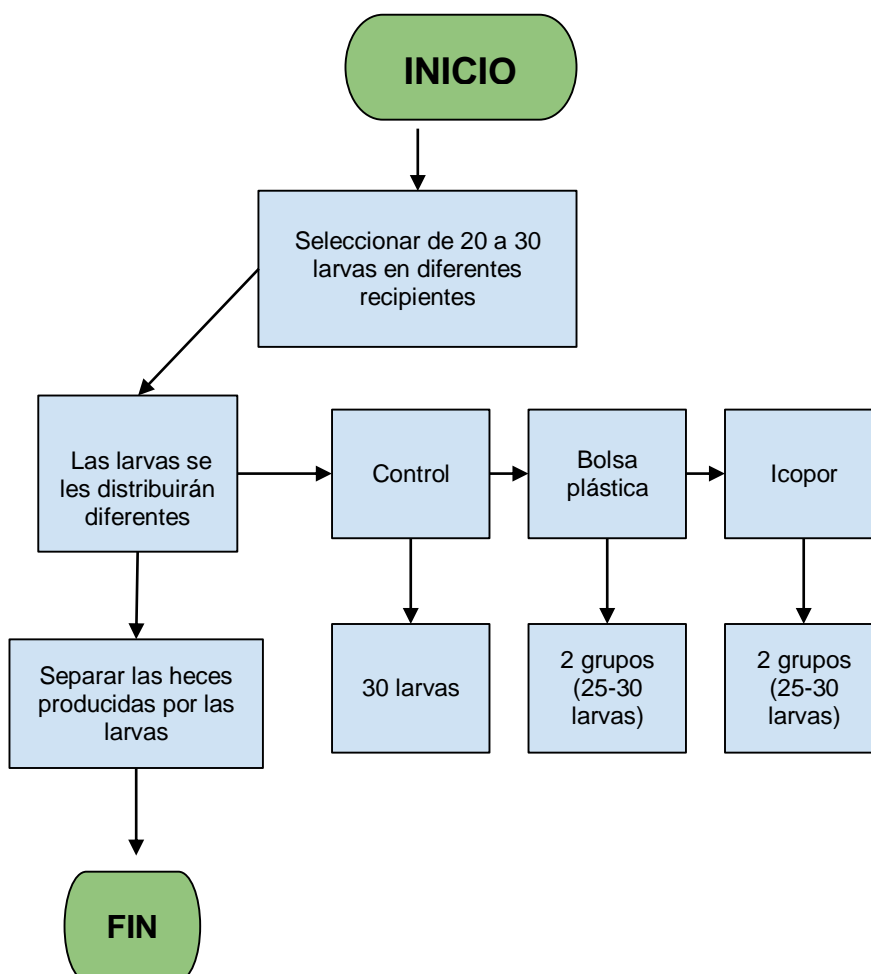 INICIO
Seleccionar de 20 a 30
larvas en diferentes
recipientes
Las larvas se
les distribuirán
diferentes
Control
Bolsa
plástica
Icopor
Separar las heces
producidas por las
larvas
30 larvas
2 grupos
(25-30
larvas)
2 grupos
(25-30
larvas)
FIN